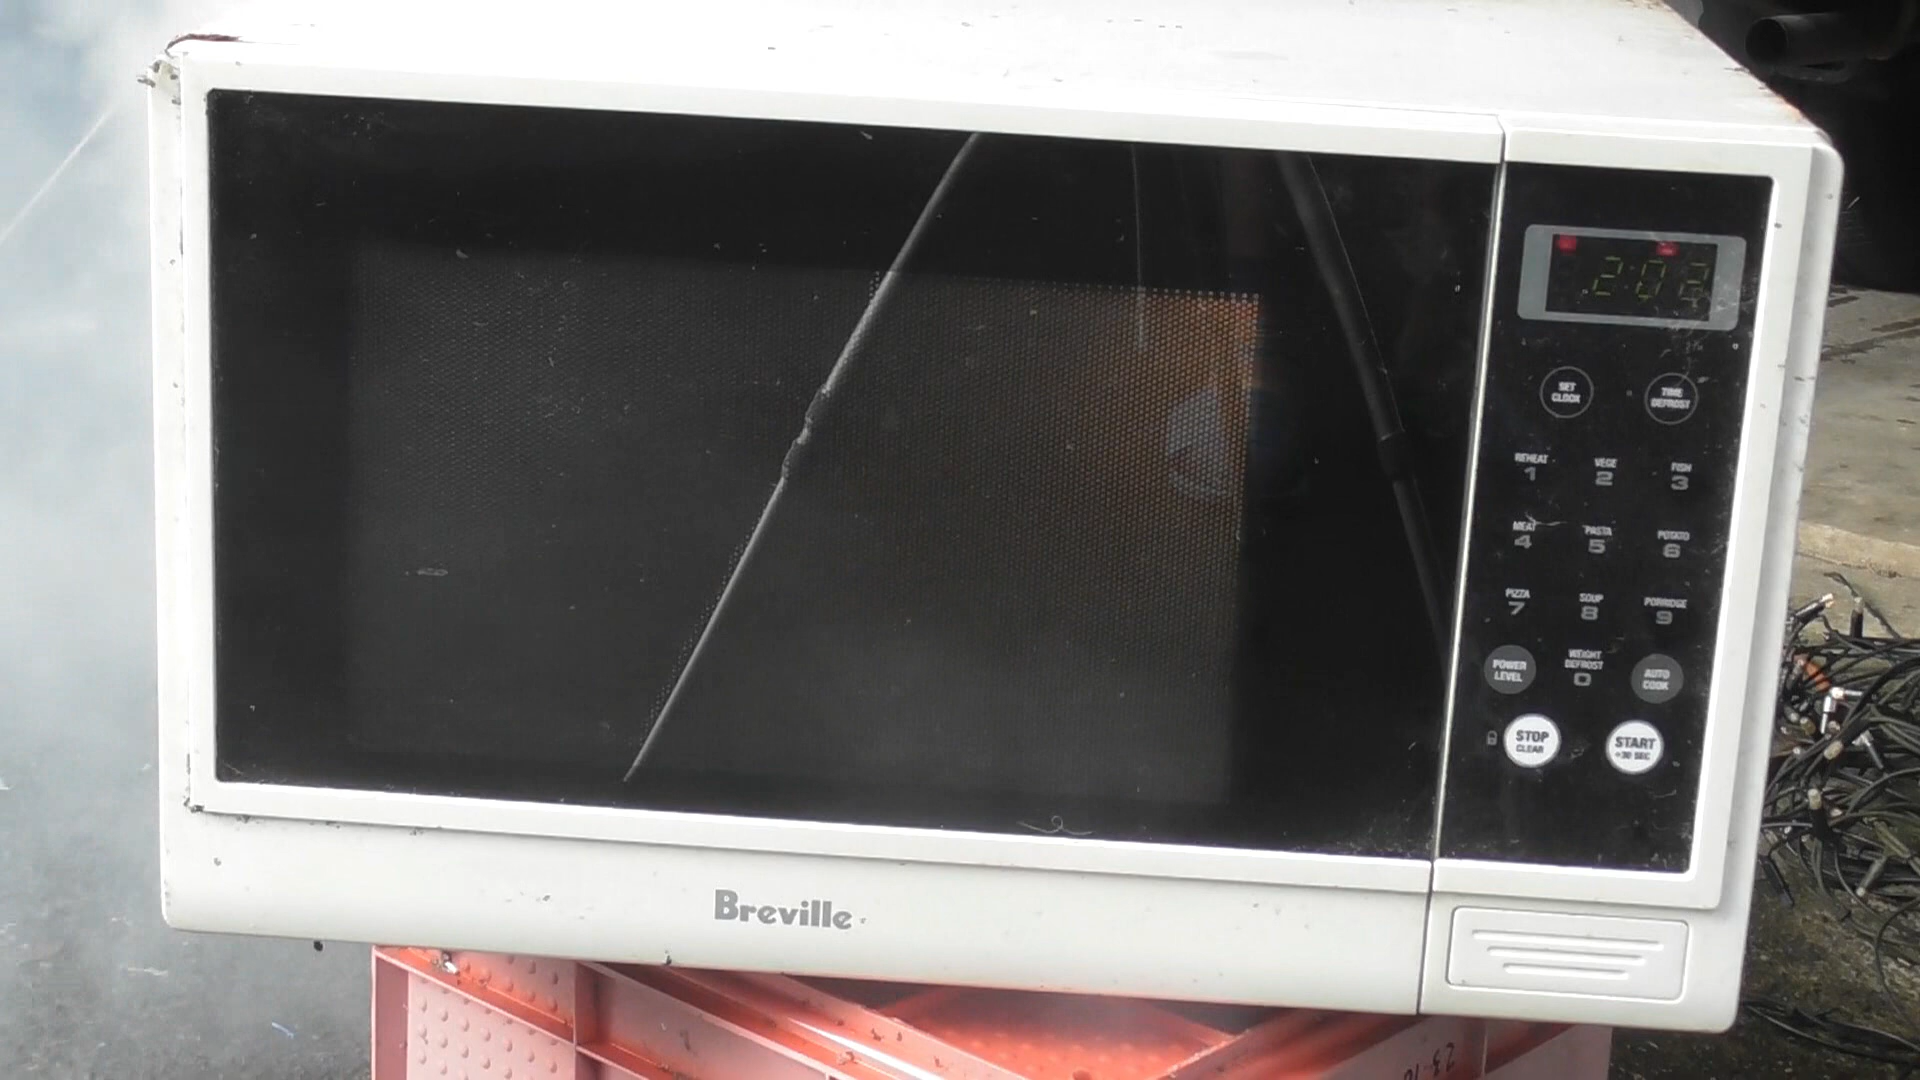 2:02
SET
CLOCK
TIME
DEFROST
REHEAT
1
VEGE
2
FISH
3
MEAT
4
PASTA
5
POTATO
6
PIZZA
7
SOUP
8
PORRIDGE
9
POWER
LEVEL
WEIGHT
DEFROST
0
AUTO
COOK
STOP
CLEAR
START
+30 SEC
Breville